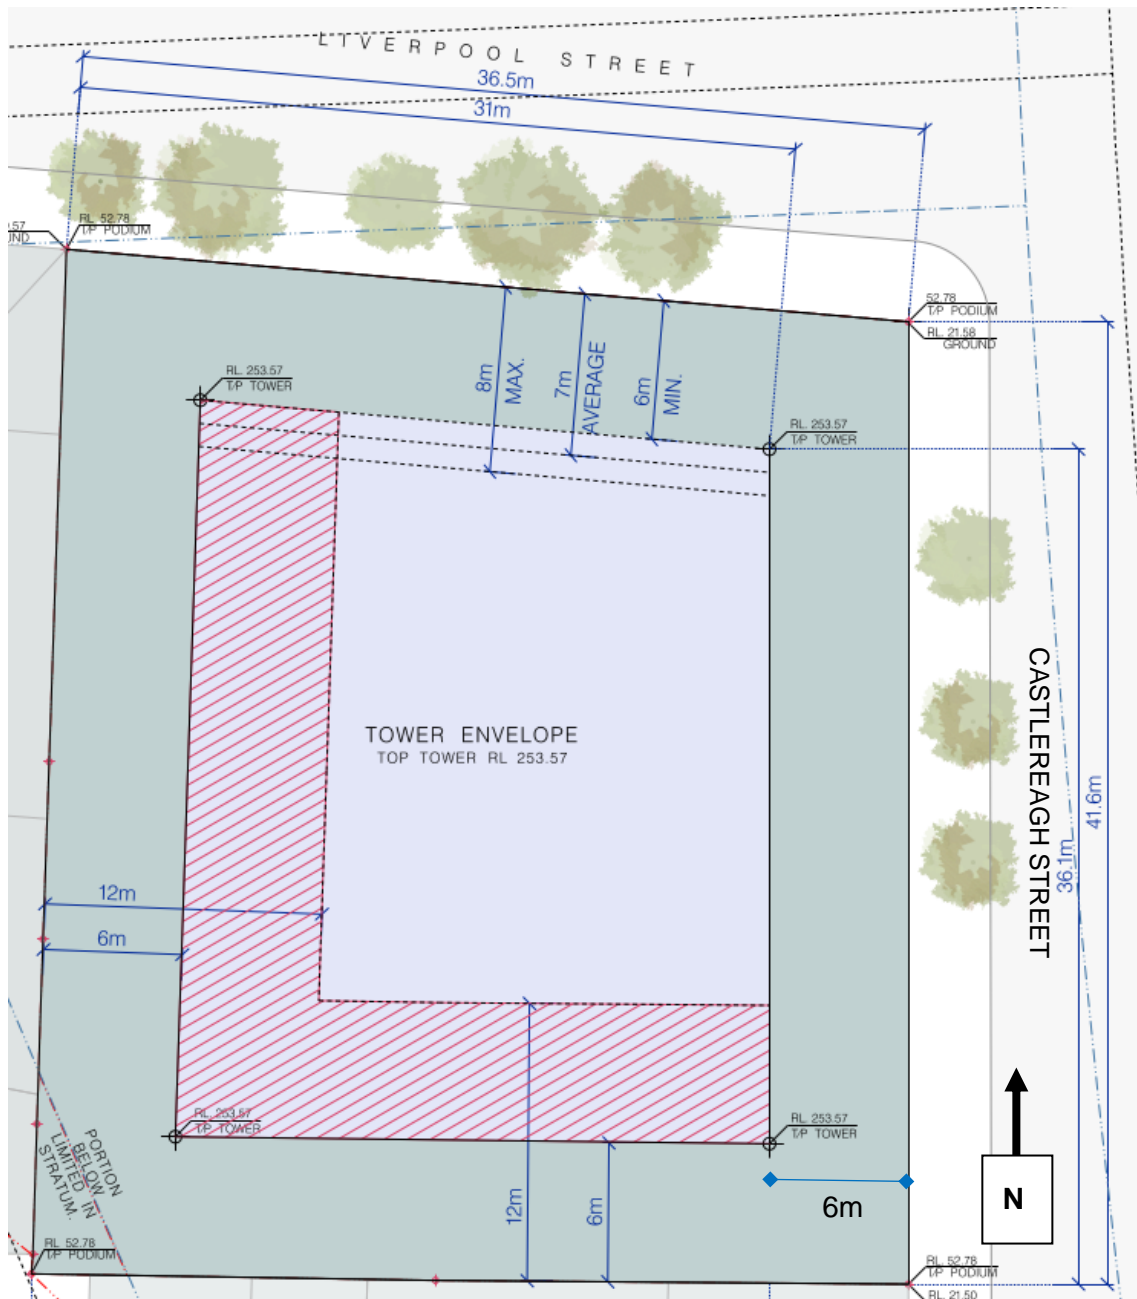 LIVERPOOL STREET
36.5m
31m
.57
UND
RL 52.78
T/P PODIUM
52.78
T/P PODIUM
RL. 21.58
GROUND
8m
MAX.
7m
AVERAGE
6m
MIN.
RL. 253.57
T/P TOWER
RL. 253.57
T/P TOWER
TOWER ENVELOPE
TOP TOWER RL 253.57
CASTLEREAGH STREET
41.6m
36.1m
12m
6m
RL. 253.57
T/P TOWER
RL. 253.57
T/P TOWER
PORTION
BELOW
LIMITED IN
STRATUM.
12m
6m
6m
N
RL 52.78
T/P PODIUM
RL 52.78
T/P PODIUM
RL 21.50